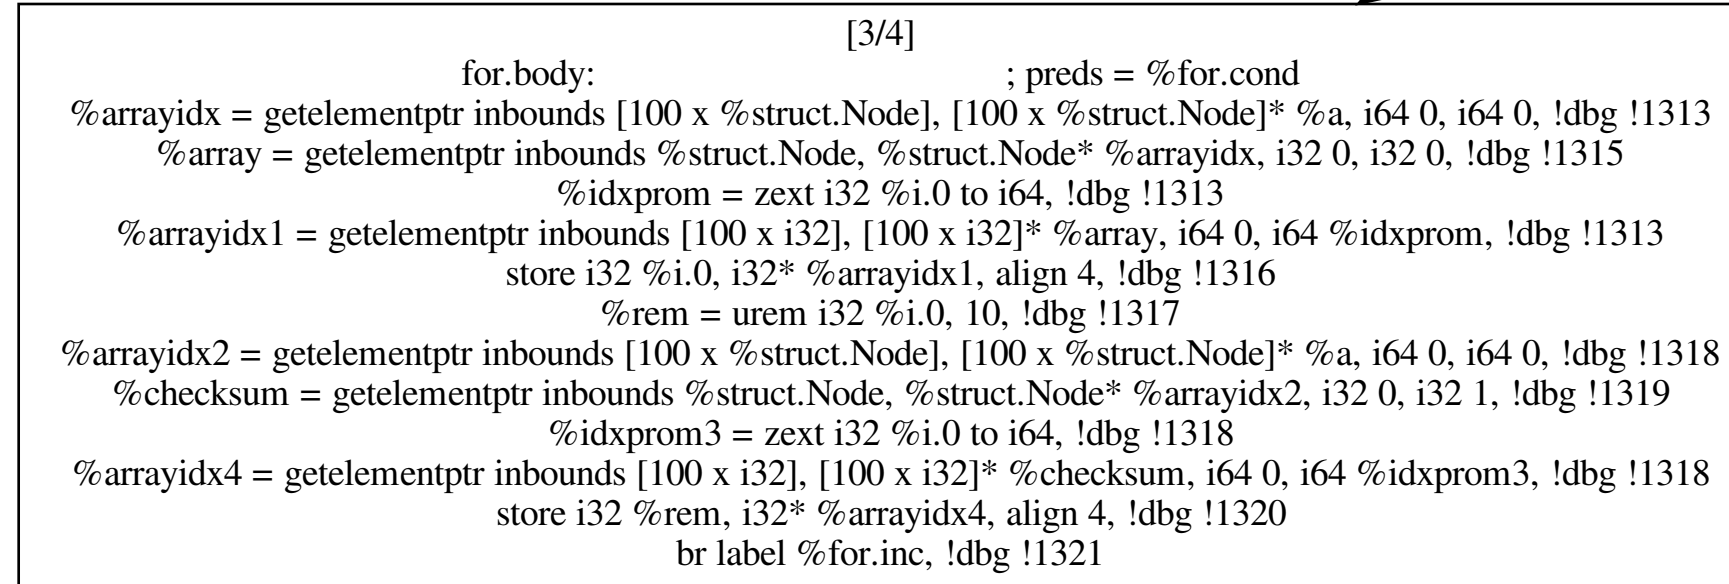 [3/4]
for.body: ; preds = %for.cond
%arrayidx = getelementptr inbounds [100 x %struct.Node], [100 x %struct.Node]* %a, i64 0, i64 0, !dbg !1313
%array = getelementptr inbounds %struct.Node, %struct.Node* %arrayidx, i32 0, i32 0, !dbg !1315
%idxprom = zext i32 %i.0 to i64, !dbg !1313
%arrayidx1 = getelementptr inbounds [100 x i32], [100 x i32]* %array, i64 0, i64 %idxprom, !dbg !1313
store i32 %i.0, i32* %arrayidx1, align 4, !dbg !1316
%rem = urem i32 %i.0, 10, !dbg !1317
%arrayidx2 = getelementptr inbounds [100 x %struct.Node], [100 x %struct.Node]* %a, i64 0, i64 0, !dbg !1318
%checksum = getelementptr inbounds %struct.Node, %struct.Node* %arrayidx2, i32 0, i32 1, !dbg !1319
%idxprom3 = zext i32 %i.0 to i64, !dbg !1318
%arrayidx4 = getelementptr inbounds [100 x i32], [100 x i32]* %checksum, i64 0, i64 %idxprom3, !dbg !1318
store i32 %rem, i32* %arrayidx4, align 4, !dbg !1320
br label %for.inc, !dbg !1321